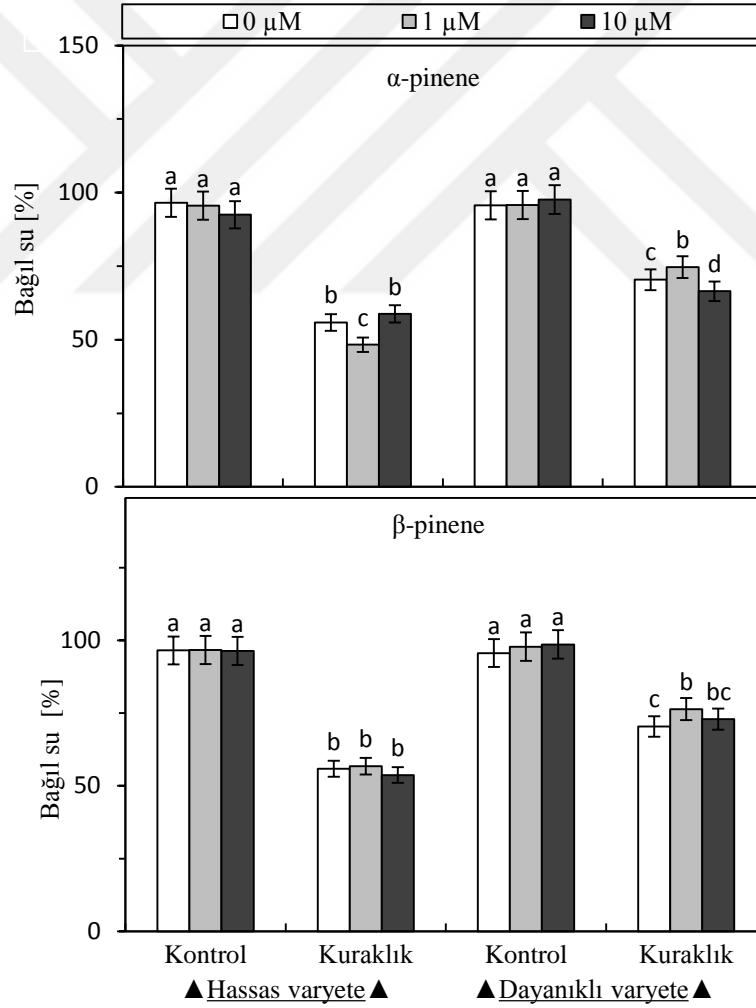 0 µM 1 µM 10 µM
150
α-pinene
a a a a a a
100
c b d
b c b
50
0
Bağıl su [%]
β-pinene
a a a a a a
100
c b bc
b b b
50
0
Bağıl su [%]
Kontrol Kuraklık Kontrol Kuraklık
▲Hassas varyete▲ ▲Dayanıklı varyete▲